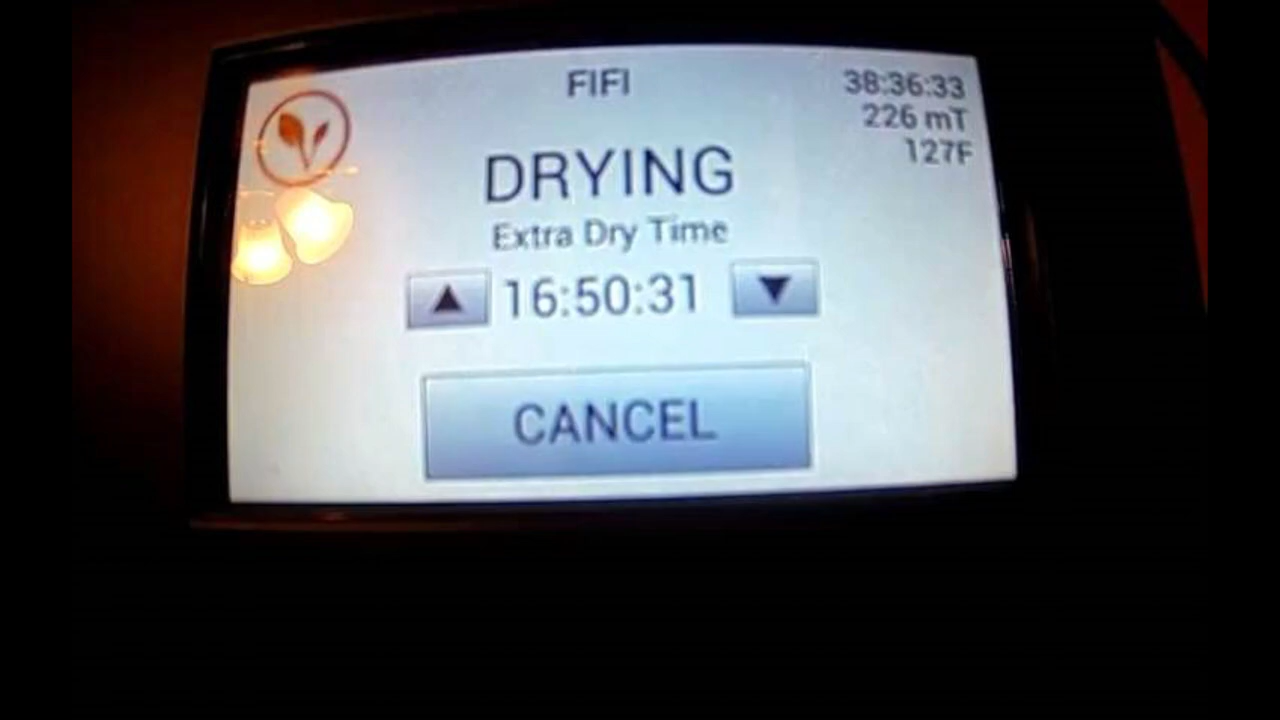 FIFI
38:36:33
226 mT
127F
DRYING
Extra Dry Time
▲ 16:50:31 ▼
CANCEL